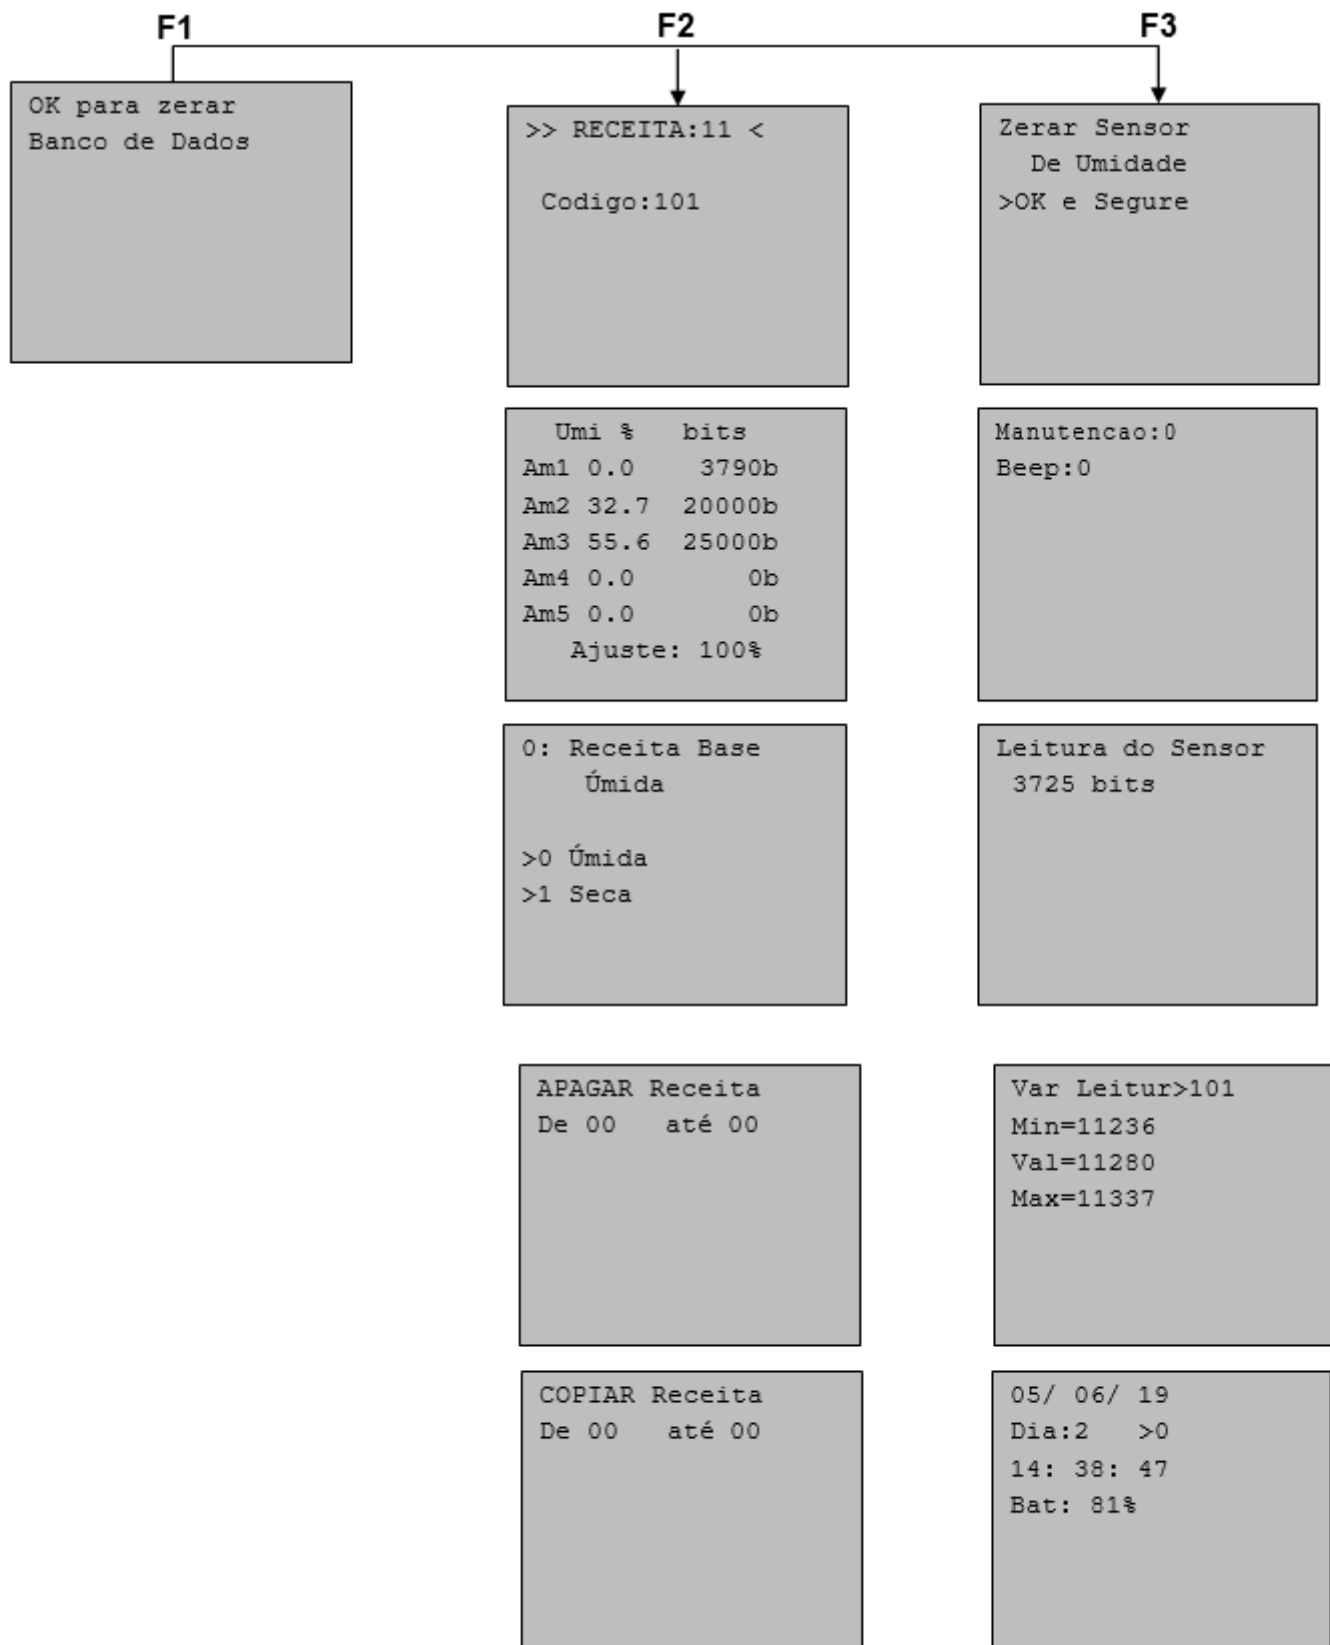 F1
F2
F3
OK para zerar
Banco de Dados
>> RECEITA:11 <
Codigo:101
Umi % bits
Am1 0.0 3790b
Am2 32.7 20000b
Am3 55.6 25000b
Am4 0.0 0b
Am5 0.0 0b
Ajuste: 100%
0: Receita Base
Úmida
>0 Úmida
>1 Seca
APAGAR Receita
De 00 até 00
COPIAR Receita
De 00 até 00
Zerar Sensor
De Umidade
>OK e Segure
Manutencao:0
Beep:0
Leitura do Sensor
3725 bits
Var Leitur>101
Min=11236
Val=11280
Max=11337
05/ 06/ 19
Dia:2 >0
14: 38: 47
Bat: 81%